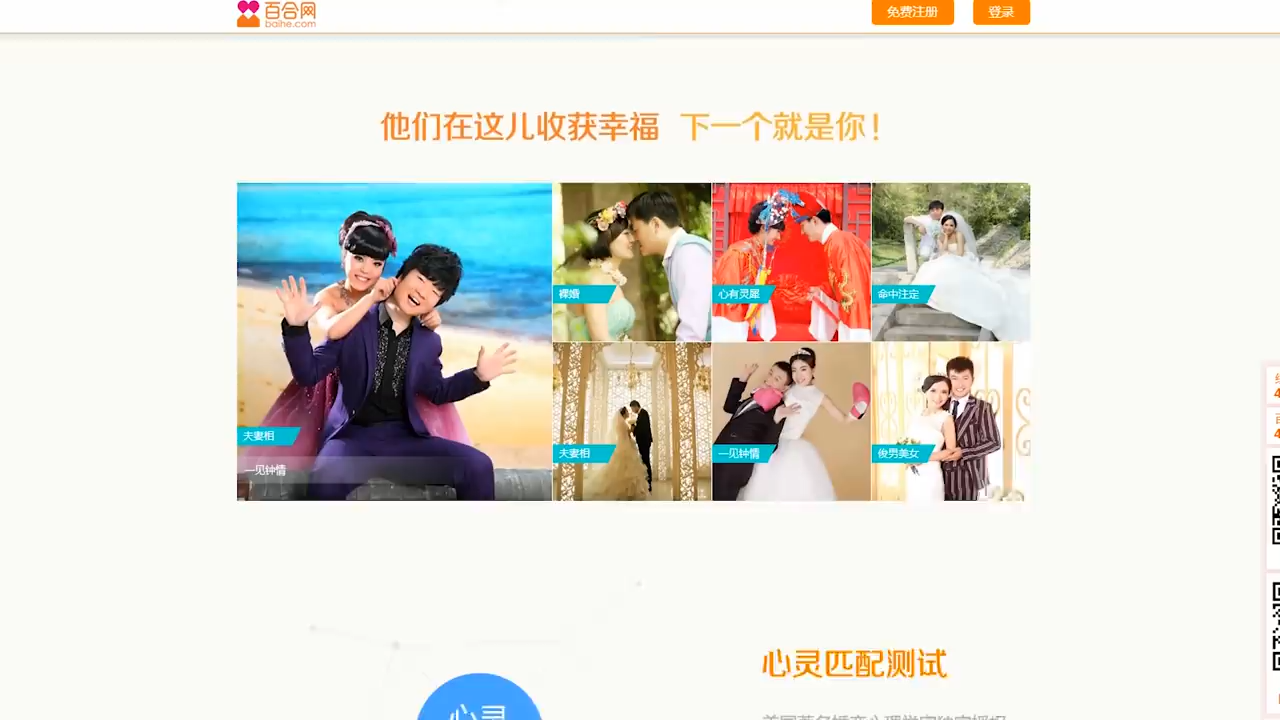 百合网
baihe.com
免费注册
登录
他们在这儿收获幸福 下一个就是你！
裸婚
心有灵犀
命中注定
夫妻相
一见钟情
夫妻相
一见钟情
俊男美女
心灵匹配测试
心灵